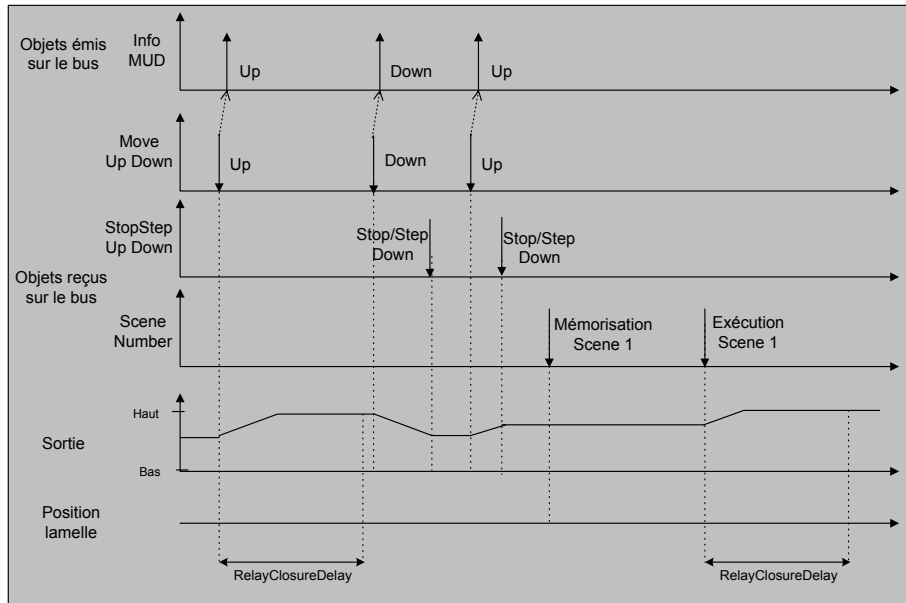 Objets émis
sur le bus
Info
MUD
Up
Down
Up
Move
Up Down
Up
Down
Up
StopStep
Up Down
Stop/Step
Down
Stop/Step
Down
Objets reçus
sur le bus
Scene
Number
Mémorisation
Scene 1
Exécution
Scene 1
Haut
Sortie
Bas
Position
lamelle
RelayClosureDelay
RelayClosureDelay